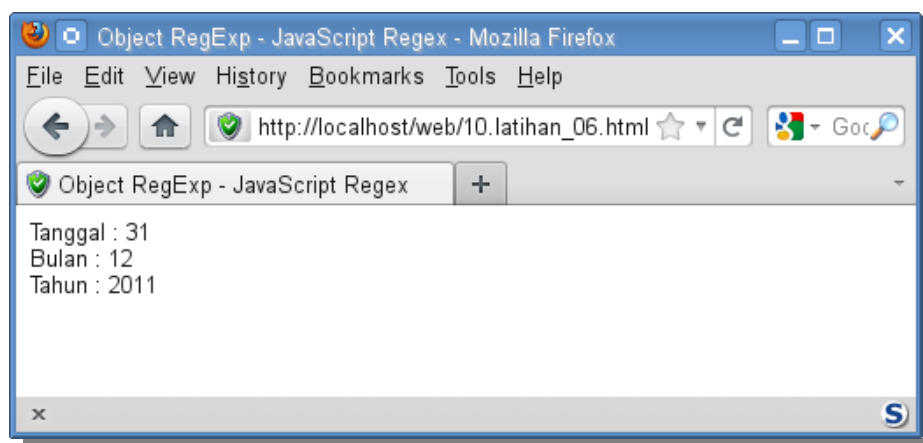 Object RegExp - JavaScript Regex - Mozilla Firefox
File Edit View History Bookmarks Tools Help
http://localhost/web/10.latihan_06.html Goo
Object RegExp - JavaScript Regex +
Tanggal : 31
Bulan : 12
Tahun : 2011
x S